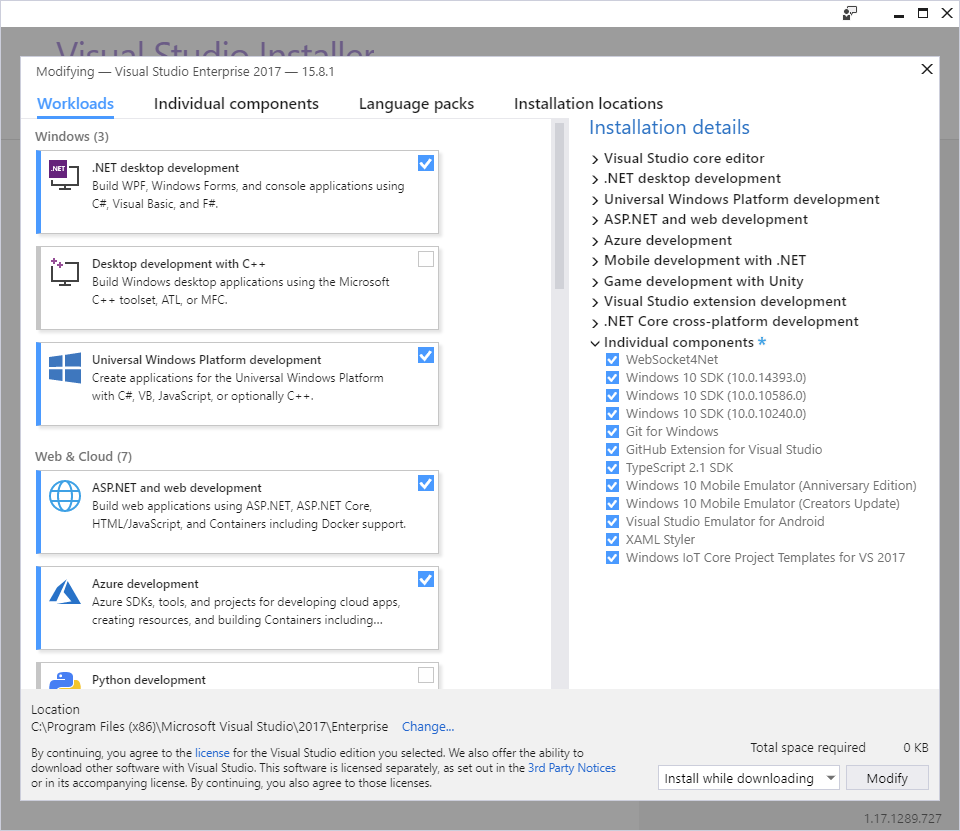 Visual Studio Installer
Modifying — Visual Studio Enterprise 2017 — 15.8.1
Workloads
Individual components
Language packs
Installation locations
Windows (3)
.NET
.NET desktop development
Build WPF, Windows Forms, and console applications using
C#, Visual Basic, and F#.
Desktop development with C++
Build Windows desktop applications using the Microsoft
C++ toolset, ATL, or MFC.
Universal Windows Platform development
Create applications for the Universal Windows Platform
with C#, VB, JavaScript, or optionally C++.
Web & Cloud (7)
ASP.NET and web development
Build web applications using ASP.NET, ASP.NET Core,
HTML/JavaScript, and Containers including Docker support.
Azure development
Azure SDKs, tools, and projects for developing cloud apps,
creating resources, and building Containers including...
Python development
Installation details
Visual Studio core editor
.NET desktop development
Universal Windows Platform development
ASP.NET and web development
Azure development
Mobile development with .NET
Game development with Unity
Visual Studio extension development
.NET Core cross-platform development
Individual components *
WebSocket4Net
Windows 10 SDK (10.0.14393.0)
Windows 10 SDK (10.0.10586.0)
Windows 10 SDK (10.0.10240.0)
Git for Windows
GitHub Extension for Visual Studio
TypeScript 2.1 SDK
Windows 10 Mobile Emulator (Anniversary Edition)
Windows 10 Mobile Emulator (Creators Update)
Visual Studio Emulator for Android
XAML Styler
Windows IoT Core Project Templates for VS 2017
Location
C:\Program Files (x86)\Microsoft Visual Studio\2017\Enterprise Change...
By continuing, you agree to the license for the Visual Studio edition you selected. We also offer the ability to
download other software with Visual Studio. This software is licensed separately, as set out in the 3rd Party Notices
or in its accompanying license. By continuing, you also agree to those licenses.
Total space required 0 KB
Install while downloading
Modify
1.17.1289.727